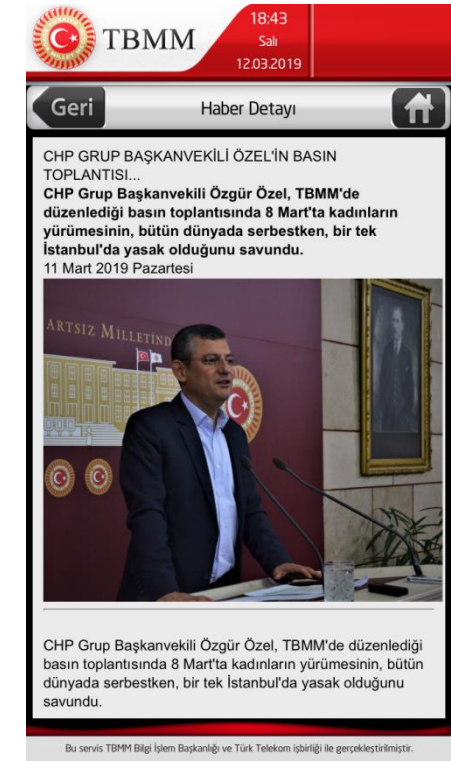 TBMM
18:43
Salı
12.03.2019
Geri
Haber Detayı
CHP GRUP BAŞKANVEKİLİ ÖZEL'İN BASIN
TOPLANTISI...
CHP Grup Başkanvekili Özgür Özel, TBMM'de
düzenlediği basın toplantısında 8 Mart'ta kadınların
yürümesinin, bütün dünyada serbestken, bir tek
İstanbul'da yasak olduğunu savundu.
11 Mart 2019 Pazartesi
ARTSIZ MİLLETİND
CHP Grup Başkanvekili Özgür Özel, TBMM'de düzenlediği
basın toplantısında 8 Mart'ta kadınların yürümesinin, bütün
dünyada serbestken, bir tek İstanbul'da yasak olduğunu
savundu.
Bu servis TBMM Bilgi İşlem Başkanlığı ve Türk Telekom işbirliği ile gerçekleştirilmiştir.